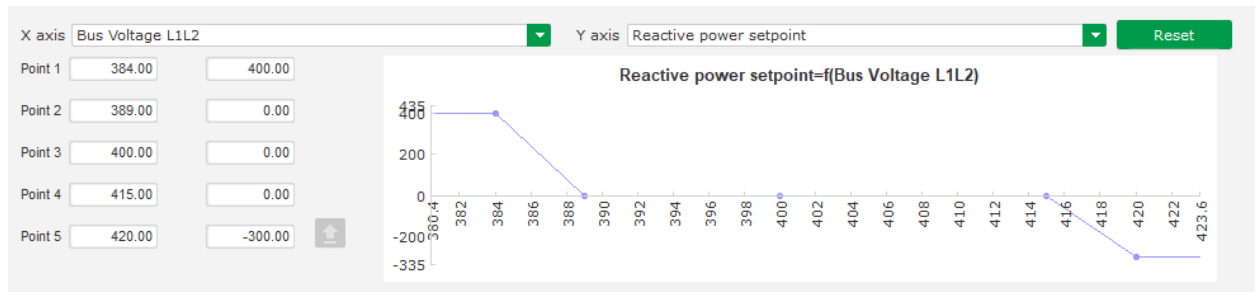 X axis Bus Voltage L1L2 Y axis Reactive power setpoint Reset
Point 1 384.00 400.00
Point 2 389.00 0.00
Point 3 400.00 0.00
Point 4 415.00 0.00
Point 5 420.00 -300.00
Reactive power setpoint=f(Bus Voltage L1L2)
435
400
200
0
-200
-335
380.4 382 384 386 388 390 392 394 396 398 400 402 404 406 408 410 412 414 416 418 420 422 423.6